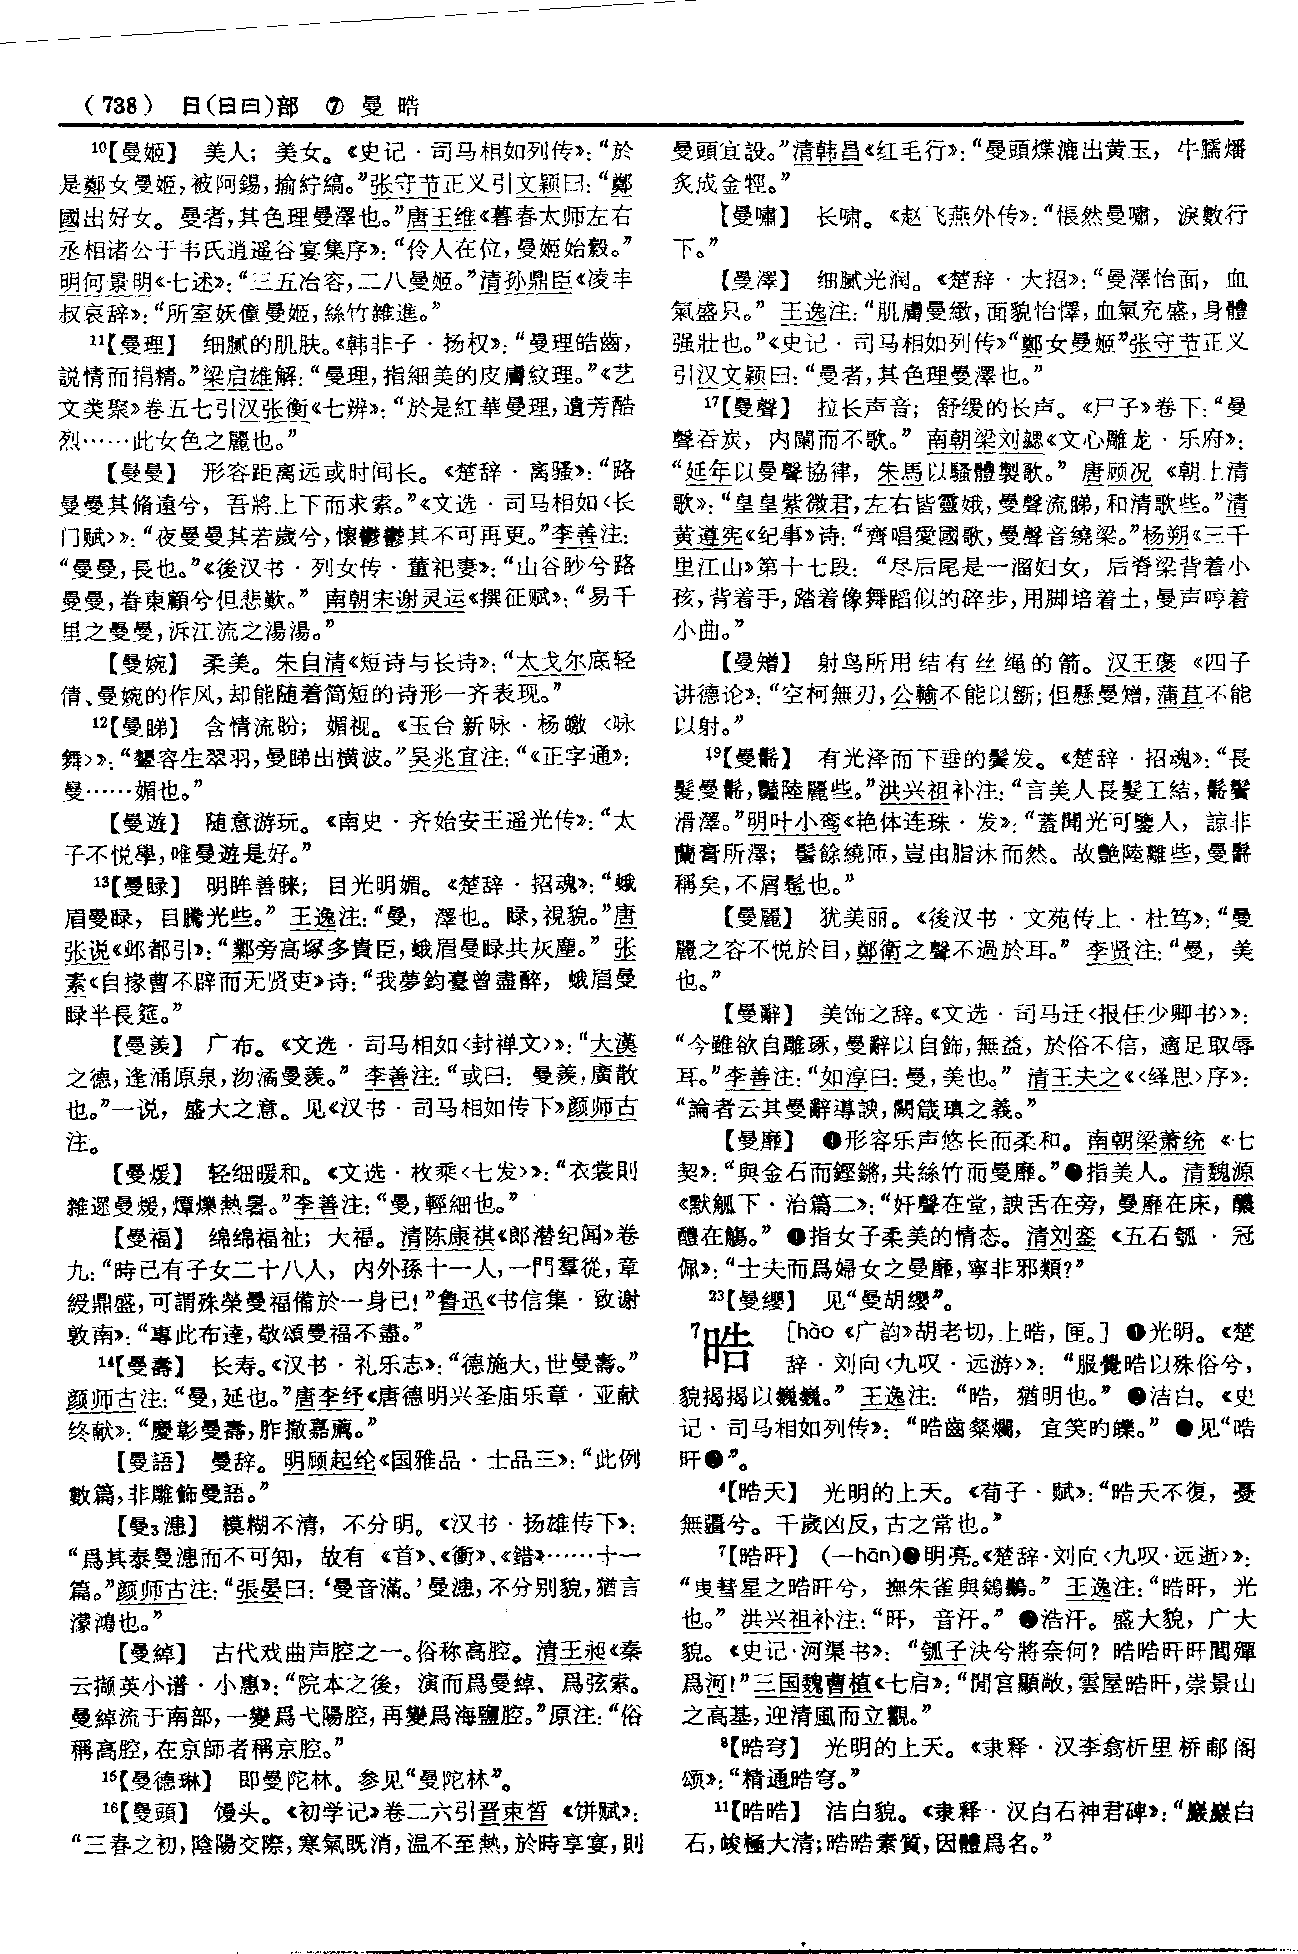 （738） 日（日曰）部 ⑦ 曼 晧
¹⁰【曼姬】 美人；美女。《史记·司马相如列传》：“於
是鄭女曼姬，被阿錫，揄紵縞。”张守节正义引文颖曰：“鄭
國出好女。曼者，其色理曼澤也。”唐王维《暮春太师左右
丞相诸公于韦氏逍遥谷宴集序》：“伶人在位，曼姬始縠。”
明何景明《七述》：“三五冶容，二八曼姬。”清孙鼎臣《凌丰
叔哀辞》：“所室妖僮曼姬，絲竹雜進。”
¹¹【曼理】 细腻的肌肤。《韩非子·扬权》：“曼理皓齒，
説情而捐精。”梁启雄解：“曼理，指細美的皮膚紋理。”《艺
文类聚》卷五七引汉张衡《七辨》：“於是紅華曼理，遺芳酷
烈……此女色之麗也。”
【曼曼】 形容距离远或时间长。《楚辞·离骚》：“路
曼曼其脩遠兮，吾將上下而求索。”《文选·司马相如〈长
门赋〉》：“夜曼曼其若歲兮，懷鬱鬱其不可再更。”李善注：
“曼曼，長也。”《後汉书·列女传·董祀妻》：“山谷眇兮路
曼曼，眷東顧兮但悲歎。” 南朝宋谢灵运《撰征赋》：“易千
里之曼曼，泝江流之湯湯。”
【曼婉】 柔美。朱自清《短诗与长诗》：“太戈尔底轻
倩、曼婉的作风，却能随着简短的诗形一齐表现。”
¹²【曼睇】 含情流盼；媚视。《玉台新咏·杨皦〈咏
舞〉》：“顰容生翠羽，曼睇出橫波。”吴兆宜注：“《正字通》：
曼……媚也。”
【曼遊】 随意游玩。《南史·齐始安王遥光传》：“太
子不悦學，唯曼遊是好。”
¹³【曼睩】 明眸善睐；目光明媚。《楚辞·招魂》：“蛾
眉曼睩，目騰光些。” 王逸注：“曼，澤也。睩，視貌。”唐
张说《邺都引》：“鄴旁高塚多貴臣，蛾眉曼睩共灰塵。” 张
素《自掾曹不辟而无贤吏》诗：“我夢鈞臺曾盡醉，蛾眉曼
睩半長筵。”
【曼羨】 广布。《文选·司马相如〈封禅文〉》：“大漢
之德，逢涌原泉，沕潏曼羨。” 李善注：“或曰：曼羨，廣散
也。”一说，盛大之意。见《汉书·司马相如传下》颜师古
注。
【曼煖】 轻细暖和。《文选·枚乘〈七发〉》：“衣裳則
雜遝曼煖，燂爍熱暑。”李善注：“曼，輕細也。”
【曼福】 绵绵福祉；大福。清陈康祺《郎潜纪闻》卷
九：“時已有子女二十八人，内外孫十一人，一門羣從，章
綬鼎盛，可謂殊榮曼福備於一身已！”鲁迅《书信集·致谢
敦南》：“專此布達，敬頌曼福不盡。”
¹⁴【曼壽】 长寿。《汉书·礼乐志》：“德施大，世曼壽。”
颜师古注：“曼，延也。”唐李纾《唐德明兴圣庙乐章·亚献
终献》：“慶彰曼壽，胙撤嘉薦。”
【曼語】 曼辞。明顾起纶《国雅品·士品三》：“此例
數篇，非雕飾曼語。”
【曼₃漶】 模糊不清，不分明。《汉书·扬雄传下》：
“爲其泰曼漶而不可知，故有《首》、《衝》、《錯》……十一
篇。”颜师古注：“張晏曰：‘曼音滿。’曼漶，不分别貌，猶言
濛鴻也。”
【曼綽】 古代戏曲声腔之一。俗称高腔。清王昶《秦
云撷英小谱·小惠》：“院本之後，演而爲曼綽、爲弦索。
曼綽流于南部，一變爲弋陽腔，再變爲海鹽腔。”原注：“俗
稱高腔，在京師者稱京腔。”
¹⁵【曼德琳】 即曼陀林。参见“曼陀林”。
¹⁶【曼頭】 馒头。《初学记》卷二六引晋束皙《饼赋》：
“三春之初，陰陽交際，寒氣既消，温不至熱，於時享宴，則
曼頭宜設。”清韩昌《红毛行》：“曼頭煠漉出黄玉，牛臑燔
炙成金牼。”
【曼嘯】 长啸。《赵飞燕外传》：“悵然曼嘯，淚數行
下。”
【曼澤】 细腻光润。《楚辞·大招》：“曼澤怡面，血
氣盛只。” 王逸注：“肌膚曼緻，面貌怡懌，血氣充盛，身體
强壯也。”《史记·司马相如列传》“鄭女曼姬”张守节正义
引汉文颖曰：“曼者，其色理曼澤也。”
¹⁷【曼聲】 拉长声音；舒缓的长声。《尸子》卷下：“曼
聲吞炭，内閩而不歌。” 南朝梁刘勰《文心雕龙·乐府》：
“延年以曼聲協律，朱馬以騷體製歌。” 唐顾况《朝上清
歌》：“皇皇紫微君，左右皆靈娥，曼聲流睇，和清歌些。”清
黄遵宪《纪事》诗：“齊唱愛國歌，曼聲音繞梁。”杨朔《三千
里江山》第十七段：“尽后尾是一溜妇女，后脊梁背着小
孩，背着手，踏着像舞蹈似的碎步，用脚培着土，曼声哼着
小曲。”
【曼矰】 射鸟所用结有丝绳的箭。汉王褒《四子
讲德论》：“空柯無刃，公輸不能以斲；但懸曼矰，蒲苴不能
以射。”
¹⁹【曼鬋】 有光泽而下垂的鬓发。《楚辞·招魂》：“長
髮曼鬋，豔陸離些。”洪兴祖补注：“言美人長髮工結，鬋鬢
滑澤。”明叶小鸾《艳体连珠·发》：“蓋聞光可鑒人，諒非
蘭膏所澤；髻餘繞匝，豈由脂沐而然。故艶陸離些，曼鬋
稱矣，不屑髢也。”
【曼麗】 犹美丽。《後汉书·文苑传上·杜笃》：“曼
麗之容不悦於目，鄭衛之聲不過於耳。” 李贤注：“曼，美
也。”
【曼辭】 美饰之辞。《文选·司马迁〈报任少卿书〉》：
“今雖欲自雕琢，曼辭以自飾，無益，於俗不信，適足取辱
耳。”李善注：“如淳曰：曼，美也。” 清王夫之《〈绎思〉序》：
“論者云其曼辭導諛，闕箴瑱之義。”
【曼靡】 ❶形容乐声悠长而柔和。南朝梁萧统《七
契》：“與金石而鏗鏘，共絲竹而曼靡。”❷指美人。清魏源
《默觚下·治篇二》：“奸聲在堂，諛舌在旁，曼靡在床，醲
醴在觴。” ❸指女子柔美的情态。清刘銮《五石瓠·冠
佩》：“士夫而爲婦女之曼靡，寧非邪類？”
²³【曼缨】 见“曼胡缨”。
⁷晧 ［hào《广韵》胡老切，上晧，匣。］ ❶光明。《楚
辞·刘向〈九叹·远游〉》：“服覺晧以殊俗兮，
貌揭揭以巍巍。” 王逸注：“晧，猶明也。” ❷洁白。《史
记·司马相如列传》：“晧齒粲爛，宜笑旳皪。” ❸见“晧
旰❷”。
⁴【晧天】 光明的上天。《荀子·赋》：“晧天不復，憂
無疆兮。千歲凶反，古之常也。”
⁷【晧旰】 （—hàn）❶明亮。《楚辞·刘向〈九叹·远逝〉》：
“曳彗星之晧旰兮，撫朱雀與鵕鸃。” 王逸注：“晧旰，光
也。” 洪兴祖补注：“旰，音汗。” ❷浩汗。盛大貌，广大
貌。《史记·河渠书》：“瓠子決兮將奈何？晧晧旰旰閭殫
爲河！”三国魏曹植《七启》：“閒宫顯敞，雲屋晧旰，崇景山
之高基，迎清風而立觀。”
⁸【晧穹】 光明的上天。《隶释·汉李翕析里桥郙阁
颂》：“精通晧穹。”
¹¹【晧晧】 洁白貌。《隶释·汉白石神君碑》：“巖巖白
石，峻極大清；晧晧素質，因體爲名。”